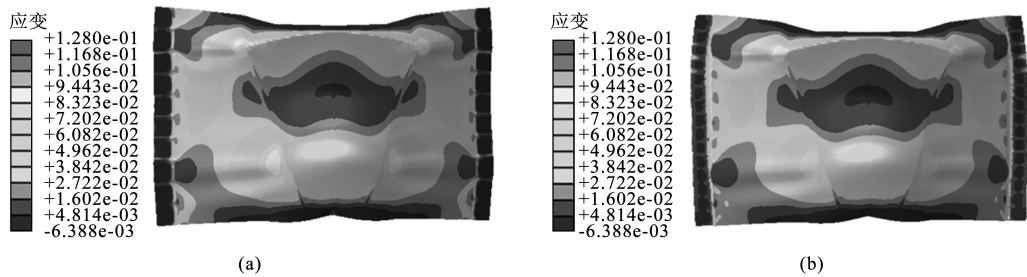 应变
+1.280e-01
+1.168e-01
+1.056e-01
+9.443e-02
+8.323e-02
+7.202e-02
+6.082e-02
+4.962e-02
+3.842e-02
+2.722e-02
+1.602e-02
+4.814e-03
-6.388e-03
(a)
应变
+1.280e-01
+1.168e-01
+1.056e-01
+9.443e-02
+8.323e-02
+7.202e-02
+6.082e-02
+4.962e-02
+3.842e-02
+2.722e-02
+1.602e-02
+4.814e-03
-6.388e-03
(b)